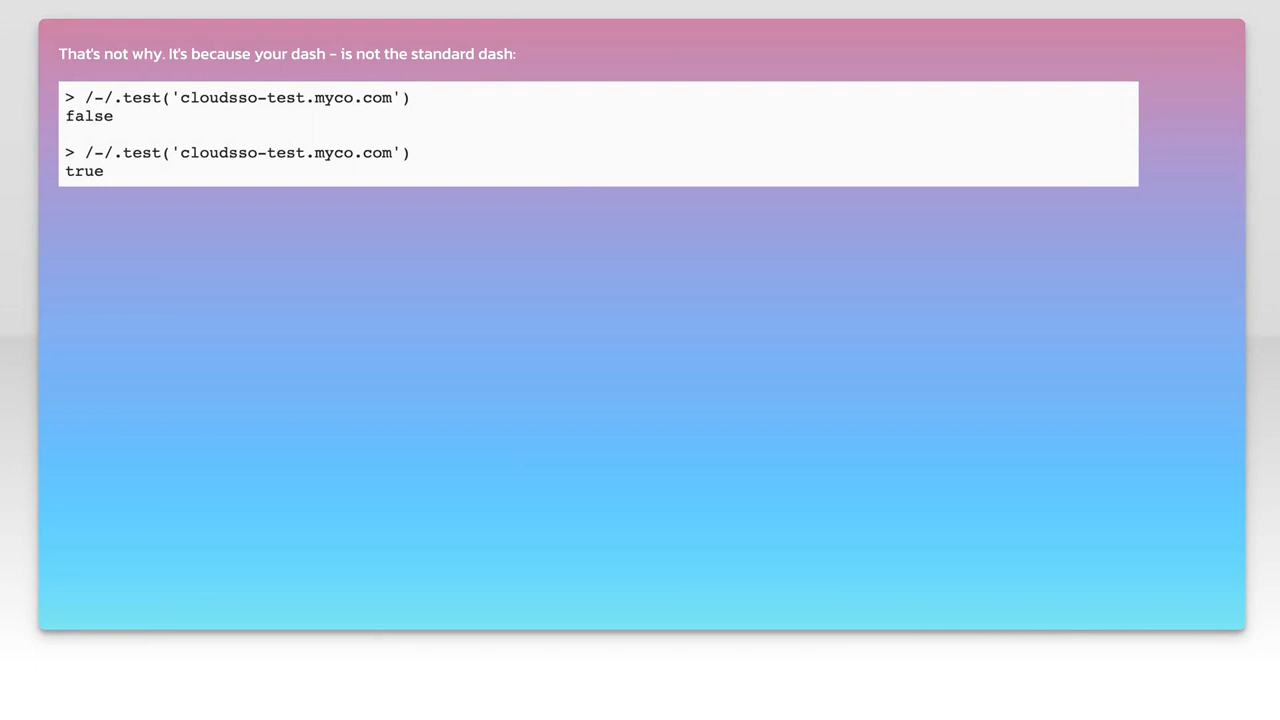 That's not why. It's because your dash – is not the standard dash:
> /–/.test('cloudsso-test.myco.com')
false
> /-/.test('cloudsso-test.myco.com')
true